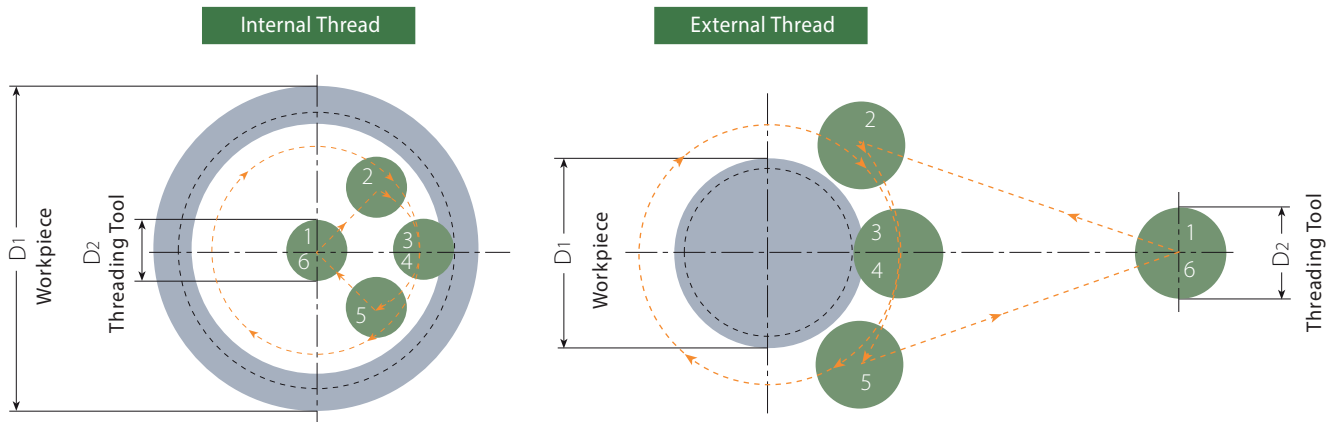 Internal Thread
External Thread
D1
Workpiece
D2
Threading Tool
1
6
2
3
4
5
D1
Workpiece
2
3
4
5
1
6
D2
Threading Tool